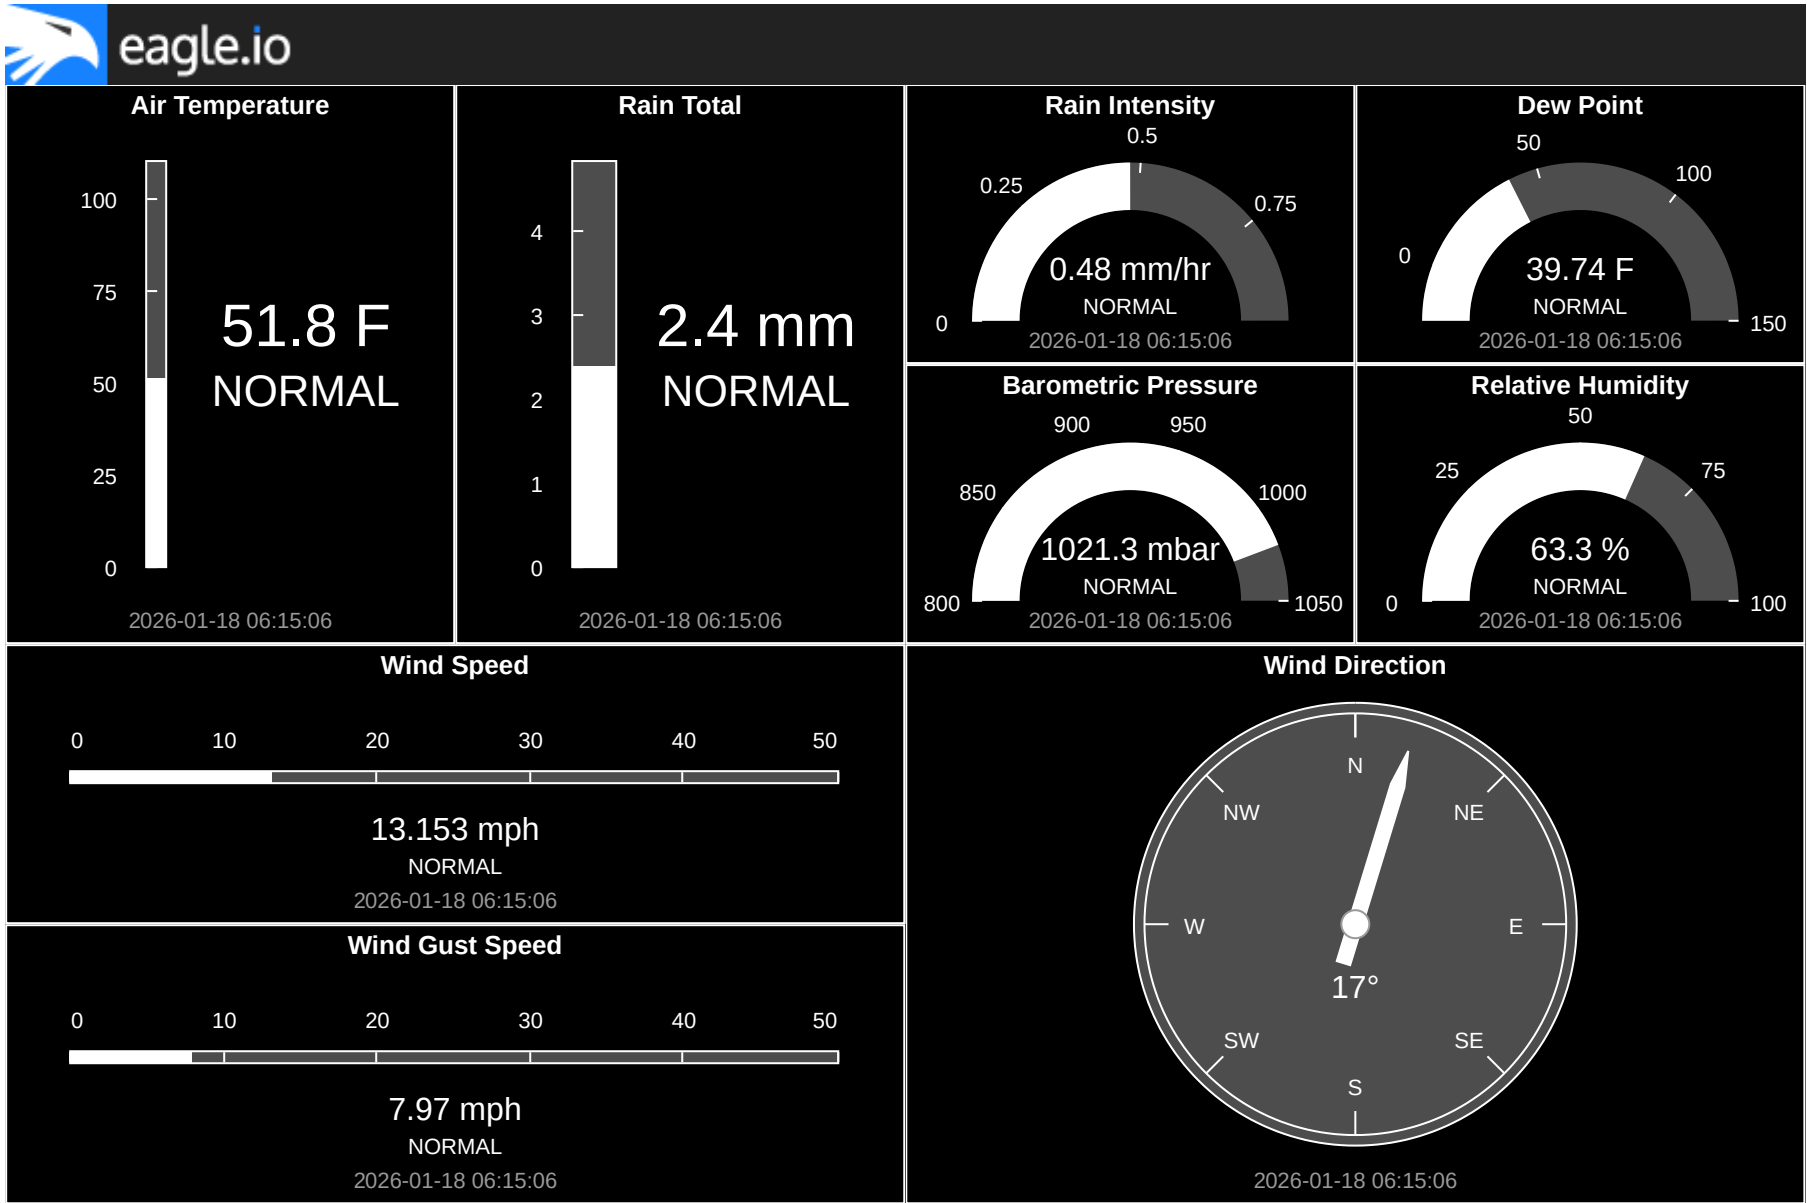 eagle.io
Air Temperature
100
75
50
25
0
51.8 F
NORMAL
2026-01-18 06:15:06
Rain Total
4
3
2
1
0
2.4 mm
NORMAL
2026-01-18 06:15:06
Rain Intensity
0.5
0.25
0.75
0
0.48 mm/hr
NORMAL
2026-01-18 06:15:06
Dew Point
50
100
0
150
39.74 F
NORMAL
2026-01-18 06:15:06
Barometric Pressure
900
950
850
1000
800
1050
1021.3 mbar
NORMAL
2026-01-18 06:15:06
Relative Humidity
50
25
75
0
100
63.3 %
NORMAL
2026-01-18 06:15:06
Wind Speed
0 10 20 30 40 50
13.153 mph
NORMAL
2026-01-18 06:15:06
Wind Gust Speed
0 10 20 30 40 50
7.97 mph
NORMAL
2026-01-18 06:15:06
Wind Direction
N
NW NE
W E
17°
SW SE
S
2026-01-18 06:15:06